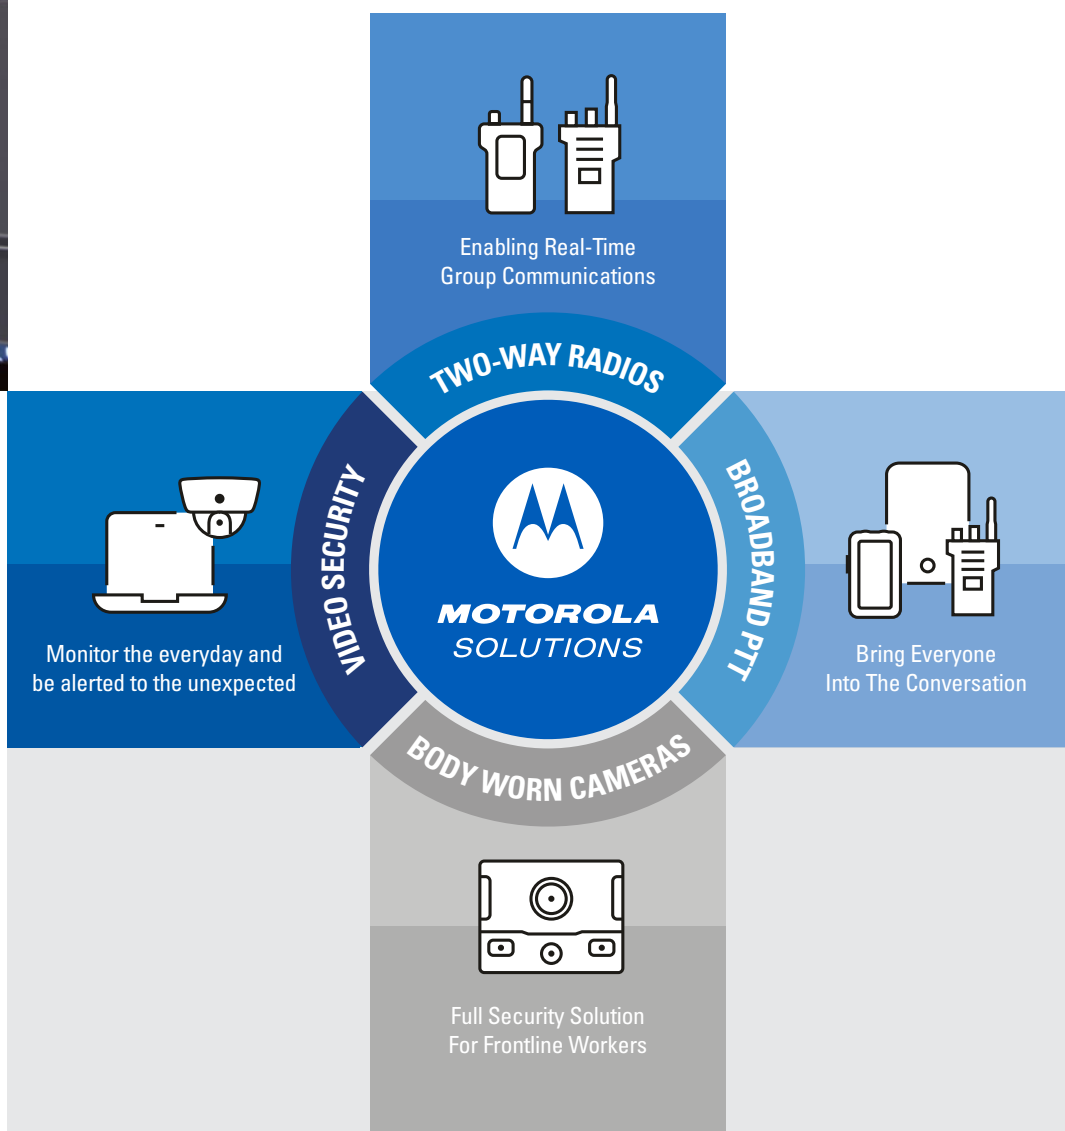 Enabling Real-Time
Group Communications
TWO-WAY RADIOS
VIDEO SECURITY
BROADBAND PTT
MOTOROLA
SOLUTIONS
Monitor the everyday and
be alerted to the unexpected
Bring Everyone
Into The Conversation
BODY WORN CAMERAS
Full Security Solution
For Frontline Workers